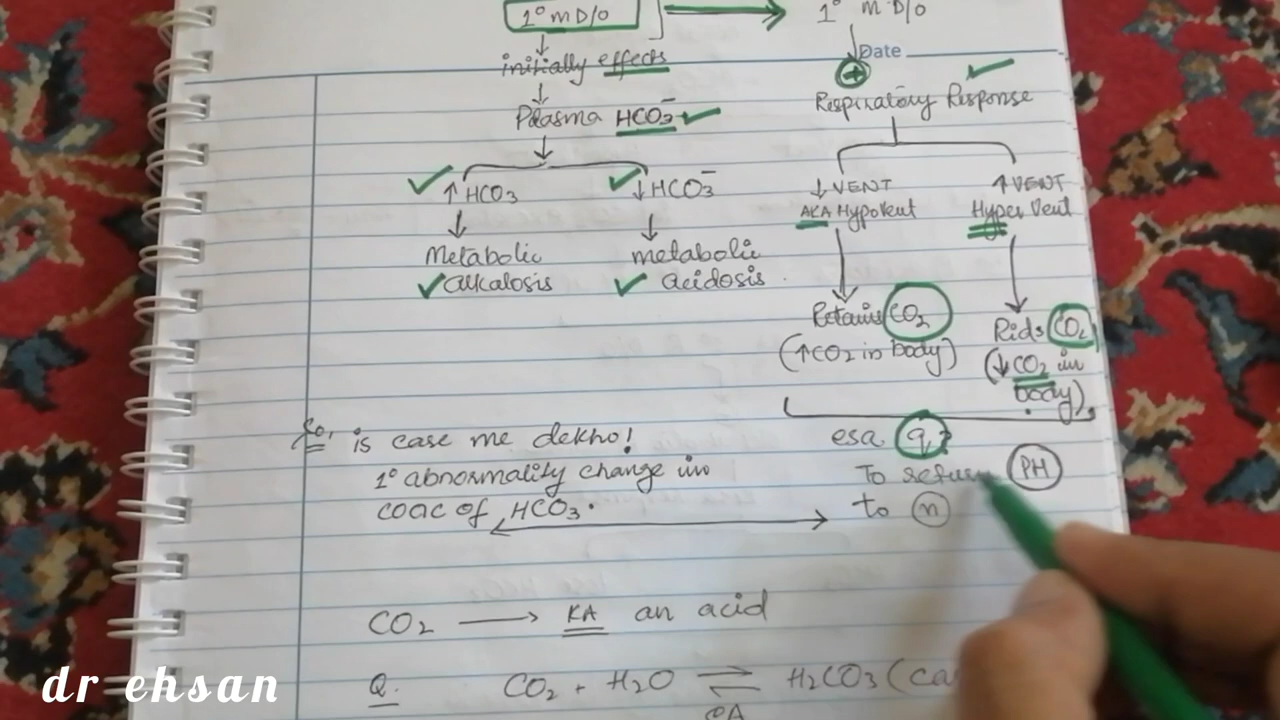 1° m D/o
initially effects
Plasma HCO3⁻
↑ HCO3
↓ HCO3⁻
Metabolic
alkalosis
metabolic
acidosis
1° m D/o
Date
+
Respiratory Response
↓ VENT
AKA Hypovent
↑ VENT
Hyper Vent
Retains CO2
(↑CO2 in body)
Rids CO2
(↓ CO2 in
body)
So, is case me dekho!
1° abnormality change in
conc of HCO3.
esa q?
To return PH
to n
CO2 → KA an acid
Q. CO2 + H2O ⇌ H2CO3 (ca
CA
dr ehsan